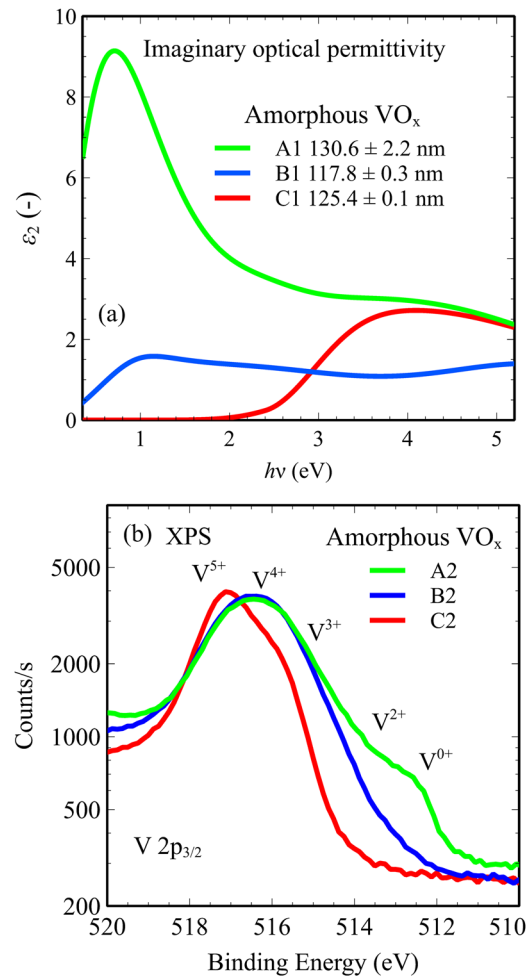 10
Imaginary optical permittivity
8
Amorphous VOₓ
A1 130.6 ± 2.2 nm
B1 117.8 ± 0.3 nm
C1 125.4 ± 0.1 nm
6
ε₂ (-)
4
(a)
2
0
1 2 3 4 5
hν (eV)
(b) XPS
Amorphous VOₓ
A2
B2
C2
V⁵⁺
V⁴⁺
V³⁺
V²⁺
V⁰⁺
5000
2000
1000
500
200
Counts/s
V 2p₃/₂
520 518 516 514 512 510
Binding Energy (eV)